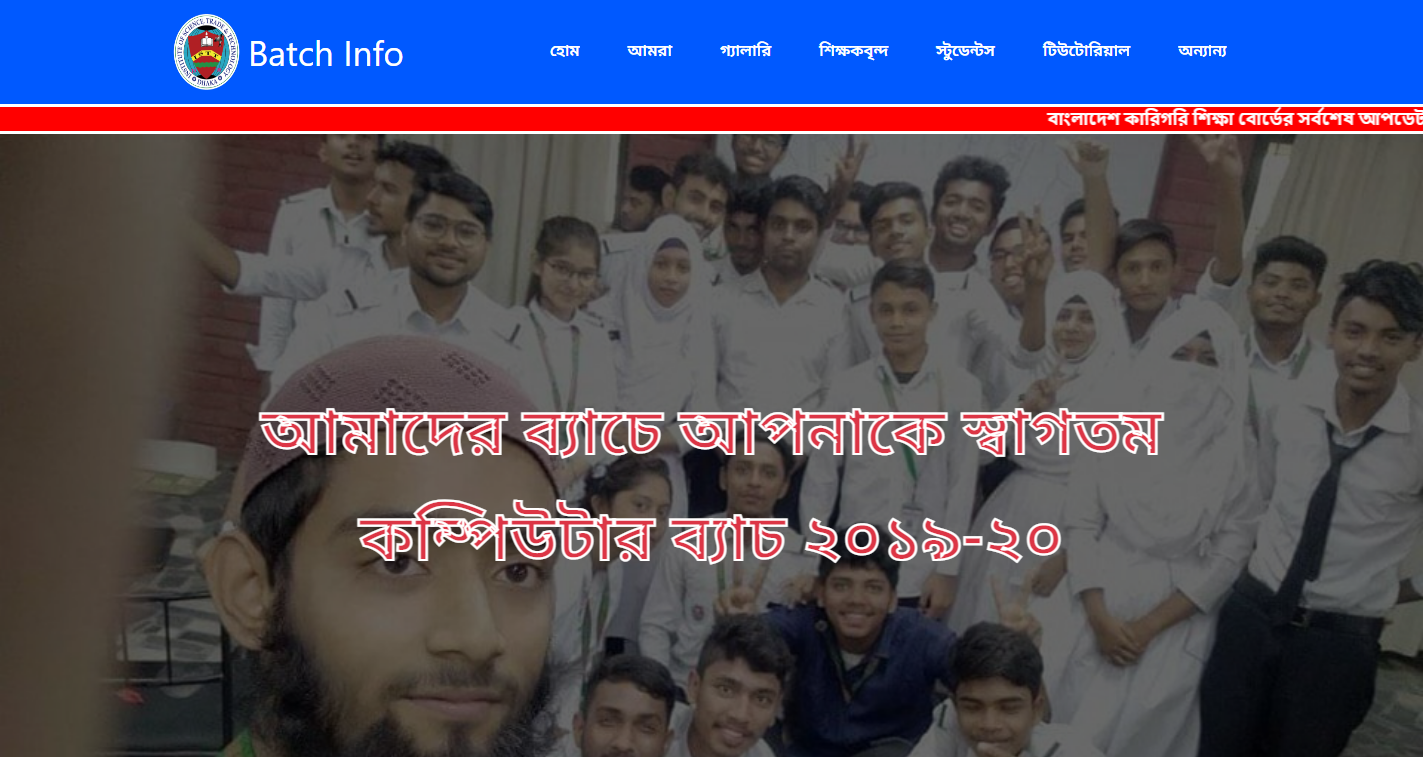 INSTITUTE OF SCIENCE TRADE & TECHNOLOGY
DHAKA
Batch Info
হোম আমরা গ্যালারি শিক্ষকবৃন্দ স্টুডেন্টস টিউটোরিয়াল অন্যান্য
বাংলাদেশ কারিগরি শিক্ষা বোর্ডের সর্বশেষ আপডেট
আমাদের ব্যাচে আপনাকে স্বাগতম
কম্পিউটার ব্যাচ ২০১৯-২০